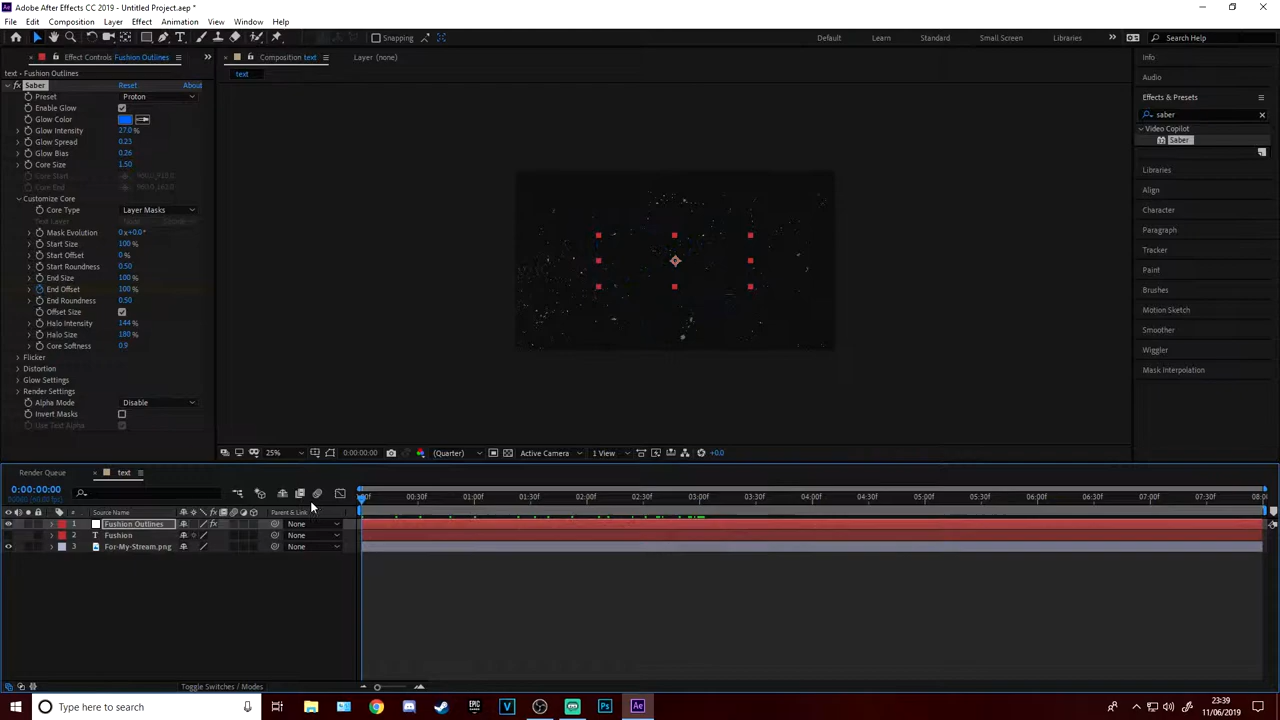 Adobe After Effects CC 2019 - Untitled Project.aep *
File Edit Composition Layer Effect Animation View Window Help
Snapping Default Learn Standard Small Screen Libraries Search Help
Effect Controls Fushion Outlines Composition text Layer (none) Info
text - Fushion Outlines text Audio
Saber Reset About
Preset Proton Effects & Presets
Enable Glow saber
Glow Color Video Copilot
Glow Intensity 27.0 % Saber
Glow Spread 0.23
Glow Bias 0.26
Core Size 1.50 Libraries
Core Start
Core End Align
Customize Core
Core Type Layer Masks Character
Mask Evolution 0x+0.0° Paragraph
Start Size 100 %
Start Offset 0 % Tracker
Start Roundness 0.50 Paint
End Size 100 %
End Offset 100 % Brushes
End Roundness 0.50
Offset Size Motion Sketch
Halo Intensity 144 %
Halo Size 180 % Smoother
Core Softness 0.9 Wiggler
Flicker
Distortion Mask Interpolation
Glow Settings
Render Settings
Alpha Mode Disable
Invert Masks
Use Text Alpha
25% 0:00:00:00 (Quarter) Active Camera 1 View +0.0
Render Queue text
0:00:00:00 00:30f 01:00f 01:30f 02:00f 02:30f 03:00f 03:30f 04:00f 04:30f 05:00f 05:30f 06:00f 06:30f 07:00f 07:30f 08:0
# Source Name Parent & Link
1 Fushion Outlines fx None
2 T Fushion None
3 For-My-Stream.png None
Toggle Switches / Modes
Type here to search EPIC V Ps Ae 23:39
11/06/2019